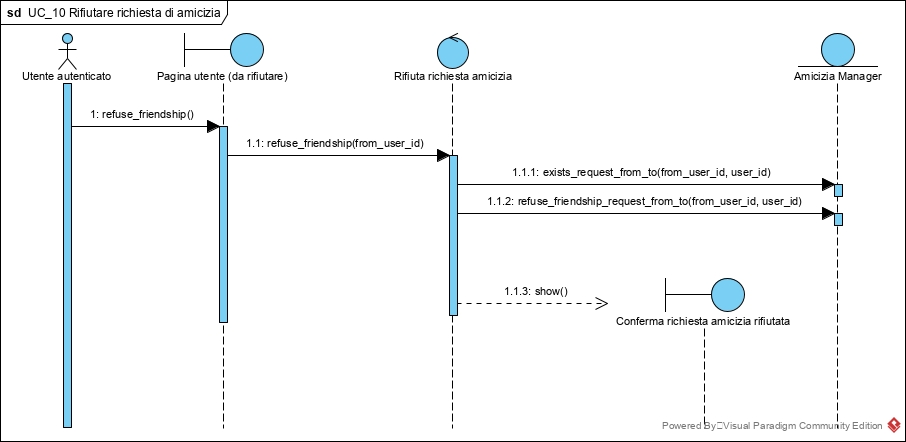 sd UC_10 Rifiutare richiesta di amicizia
Utente autenticato
Pagina utente (da rifiutare)
Rifiuta richiesta amicizia
Amicizia Manager
1: refuse_friendship()
1.1: refuse_friendship(from_user_id)
1.1.1: exists_request_from_to(from_user_id, user_id)
1.1.2: refuse_friendship_request_from_to(from_user_id, user_id)
1.1.3: show()
Conferma richiesta amicizia rifiutata
Powered By Visual Paradigm Community Edition